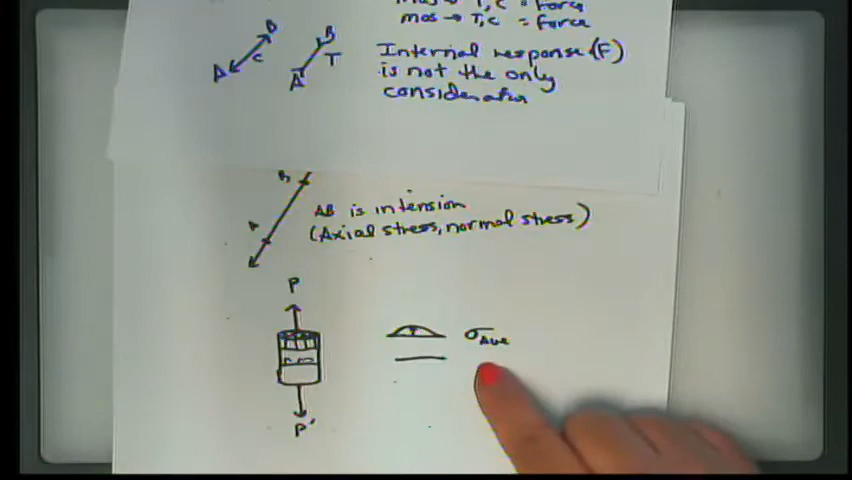 T,C = force
mos → T,C = force
B
C
A
B
T
A
Internal response (F)
is not the only
consideration
B
A
AB is in tension
(Axial stress, normal stress)
P
σAve
P'